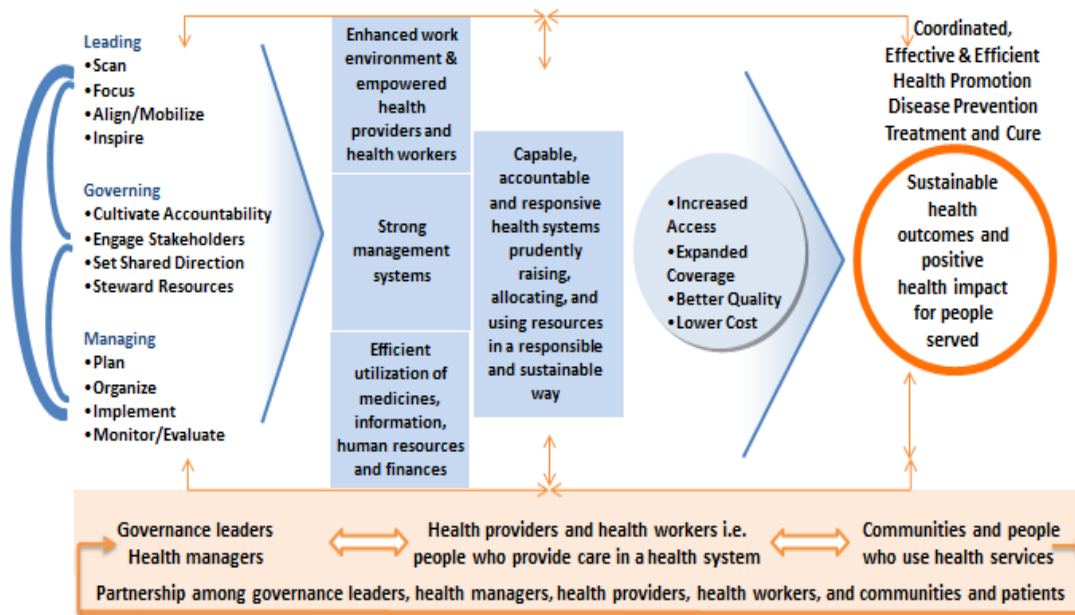 Leading
•Scan
•Focus
•Align/Mobilize
•Inspire
Governing
•Cultivate Accountability
•Engage Stakeholders
•Set Shared Direction
•Steward Resources
Managing
•Plan
•Organize
•Implement
•Monitor/Evaluate
Enhanced work
environment &
empowered
health
providers and
health workers
Strong
management
systems
Efficient
utilization of
medicines,
information,
human resources
and finances
Capable,
accountable
and responsive
health systems
prudently
raising,
allocating, and
using resources
in a responsible
and sustainable
way
•Increased
Access
•Expanded
Coverage
•Better Quality
•Lower Cost
Coordinated,
Effective & Efficient
Health Promotion
Disease Prevention
Treatment and Cure
Sustainable
health
outcomes and
positive
health impact
for people
served
Governance leaders
Health managers
Health providers and health workers i.e.
people who provide care in a health system
Communities and people
who use health services
Partnership among governance leaders, health managers, health providers, health workers, and communities and patients